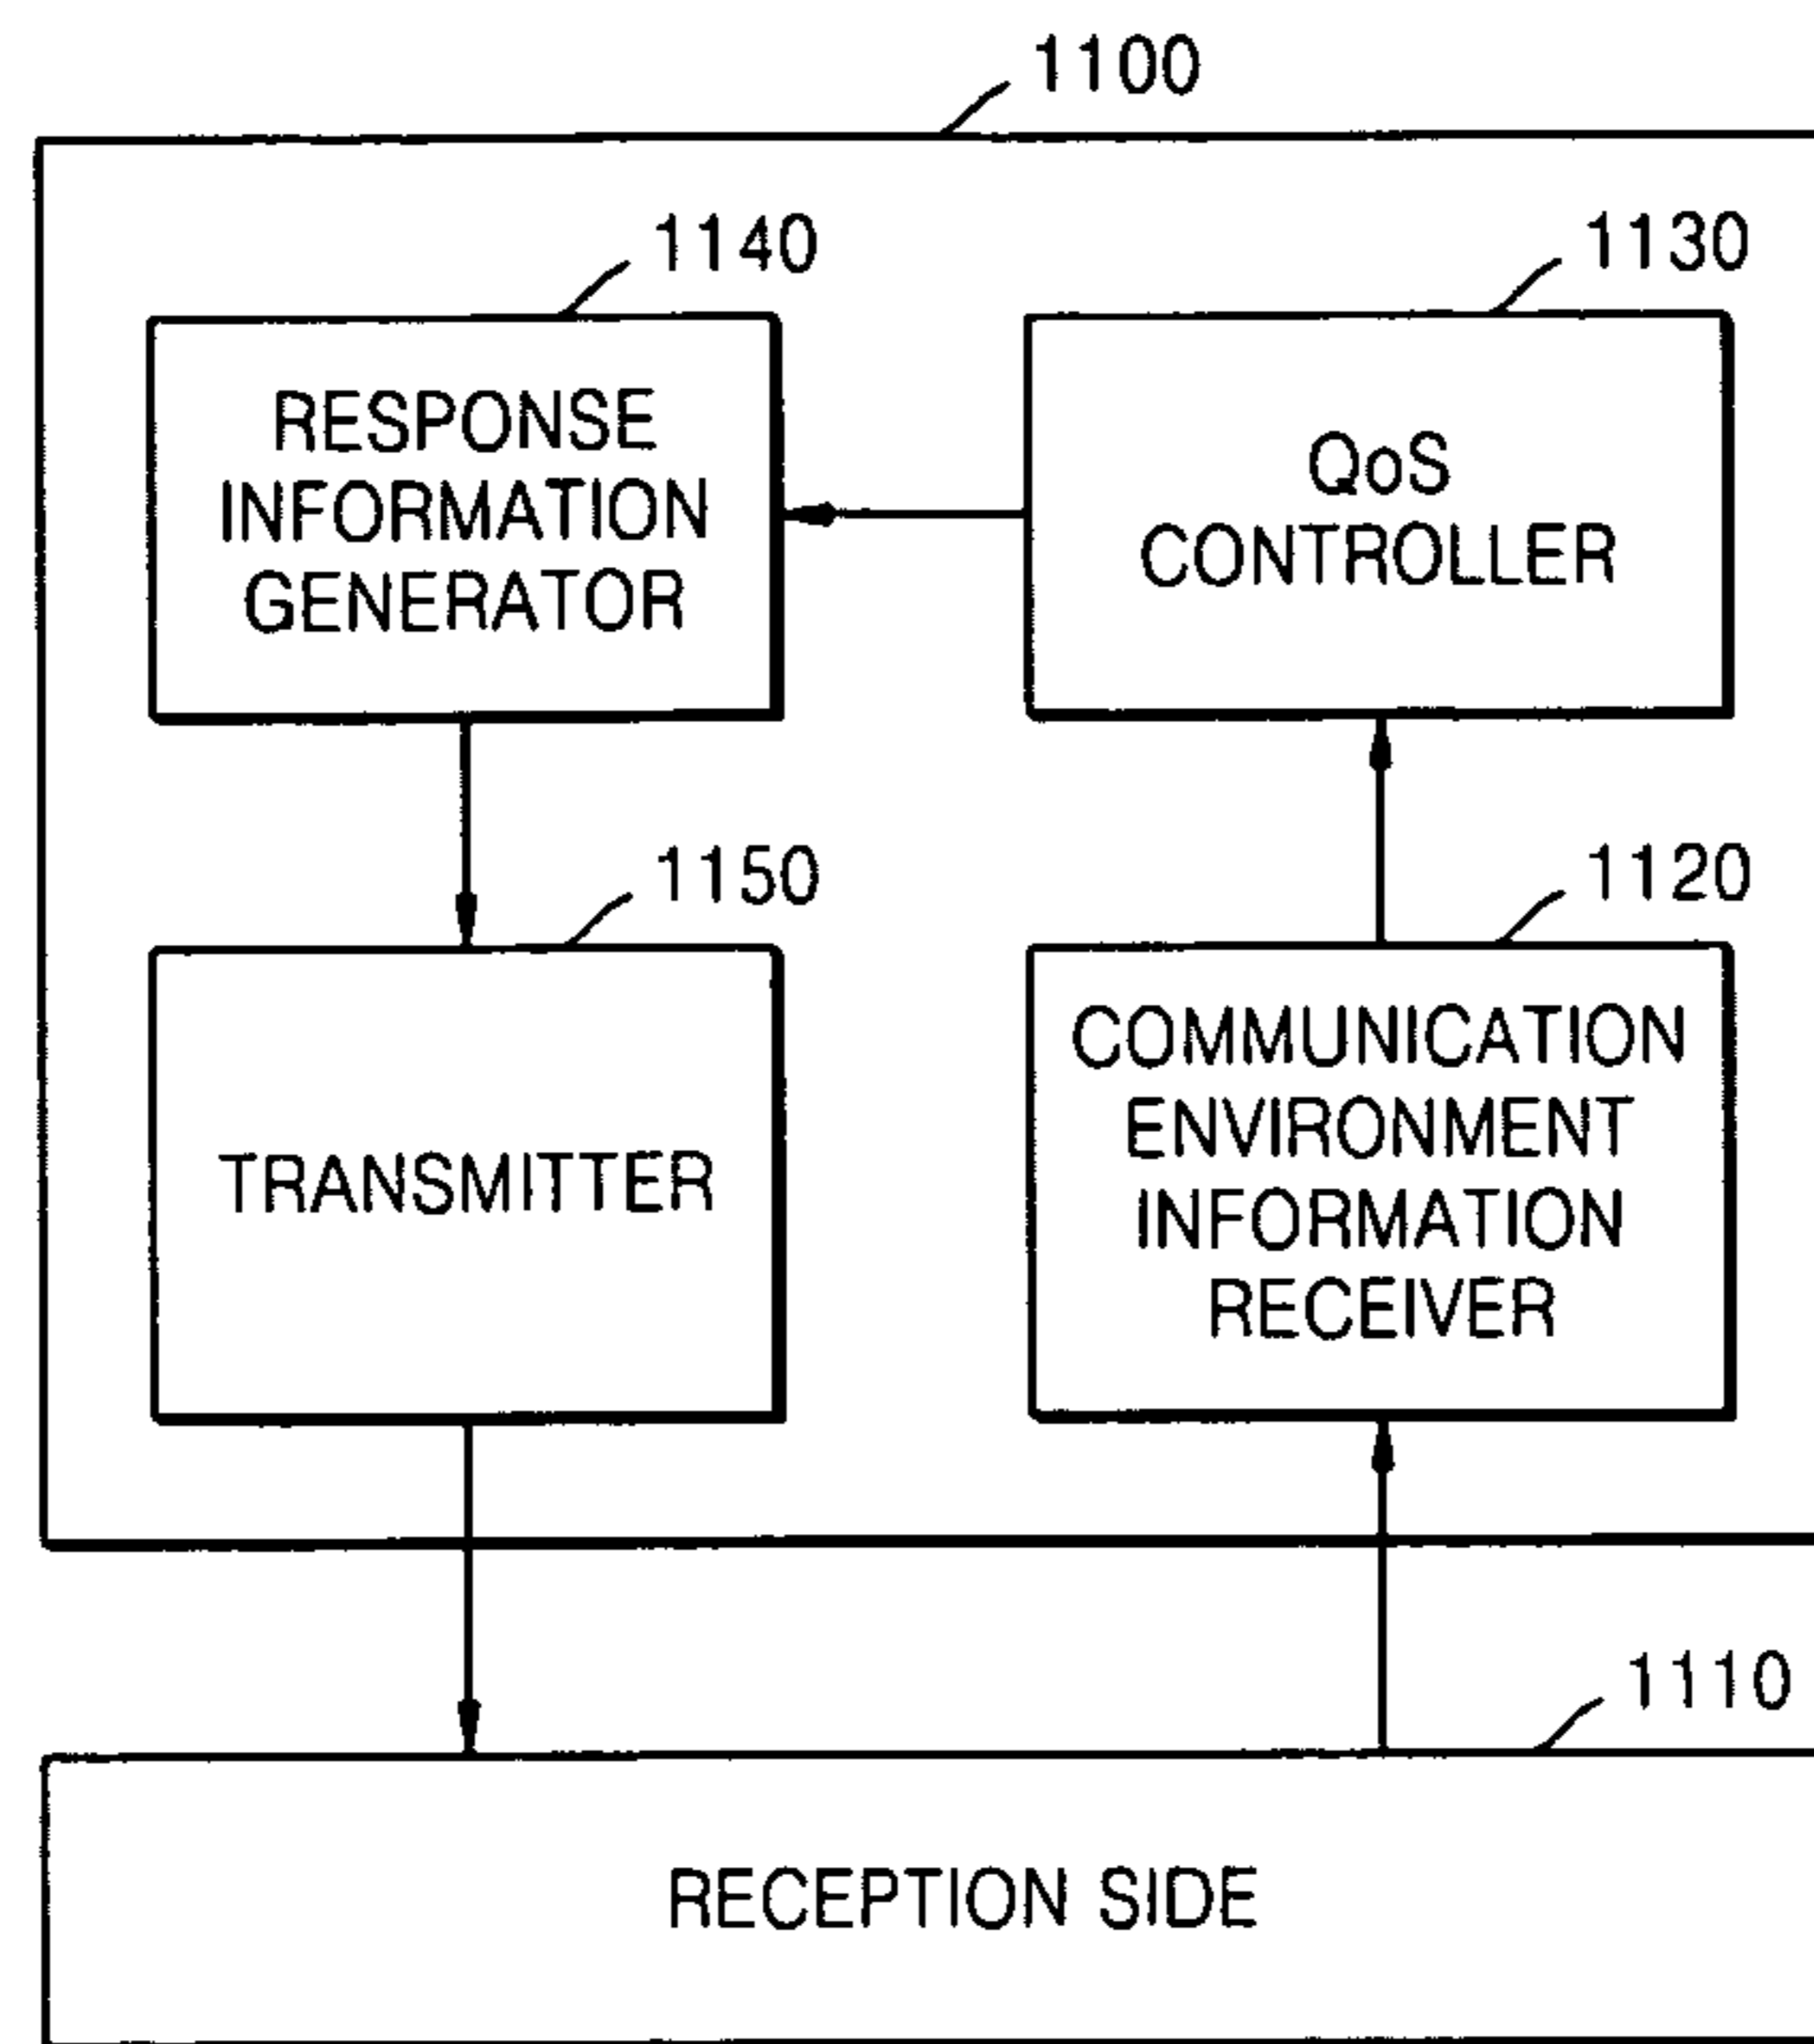 1100
1140
1130
RESPONSE
INFORMATION
GENERATOR
QoS
CONTROLLER
1150
1120
TRANSMITTER
COMMUNICATION
ENVIRONMENT
INFORMATION
RECEIVER
1110
RECEPTION SIDE